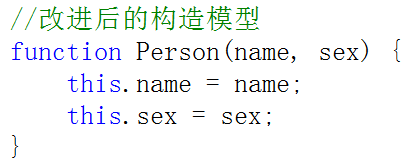 //改进后的构造模型
function Person(name, sex) {
    this.name = name;
    this.sex = sex;
}